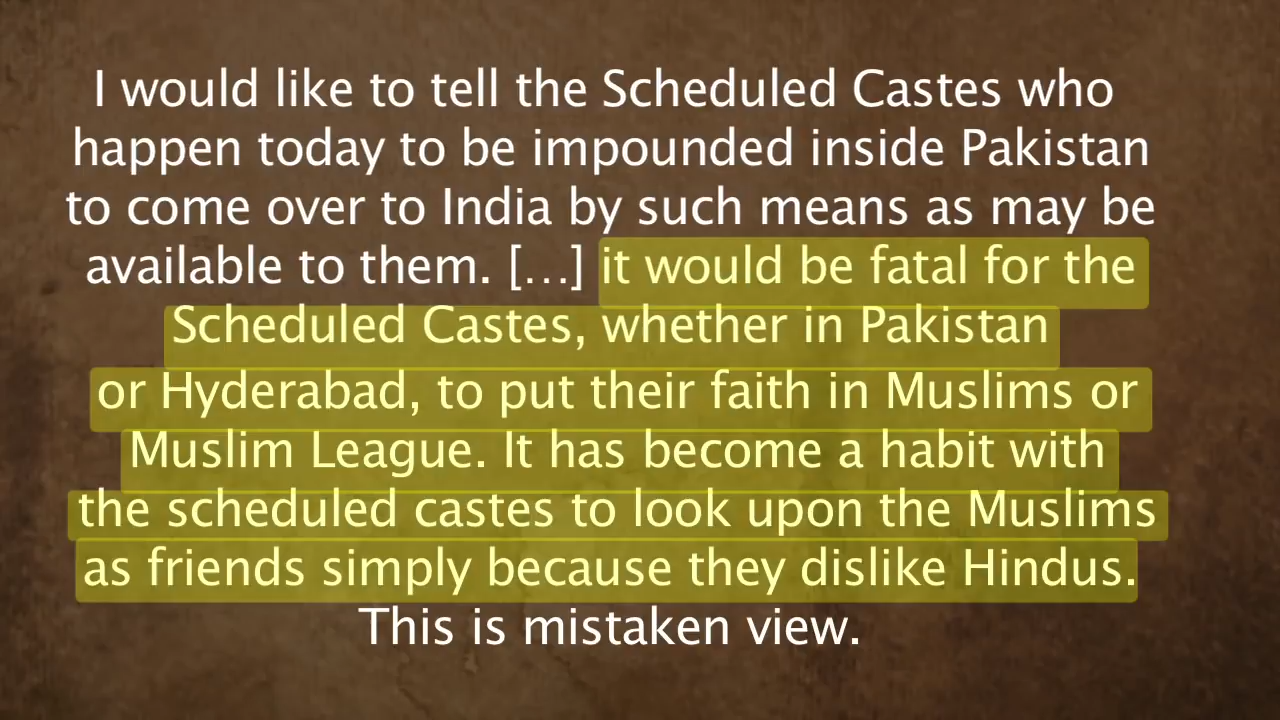 I would like to tell the Scheduled Castes who
happen today to be impounded inside Pakistan
to come over to India by such means as may be
available to them. […] it would be fatal for the
Scheduled Castes, whether in Pakistan
or Hyderabad, to put their faith in Muslims or
Muslim League. It has become a habit with
the scheduled castes to look upon the Muslims
as friends simply because they dislike Hindus.
This is mistaken view.